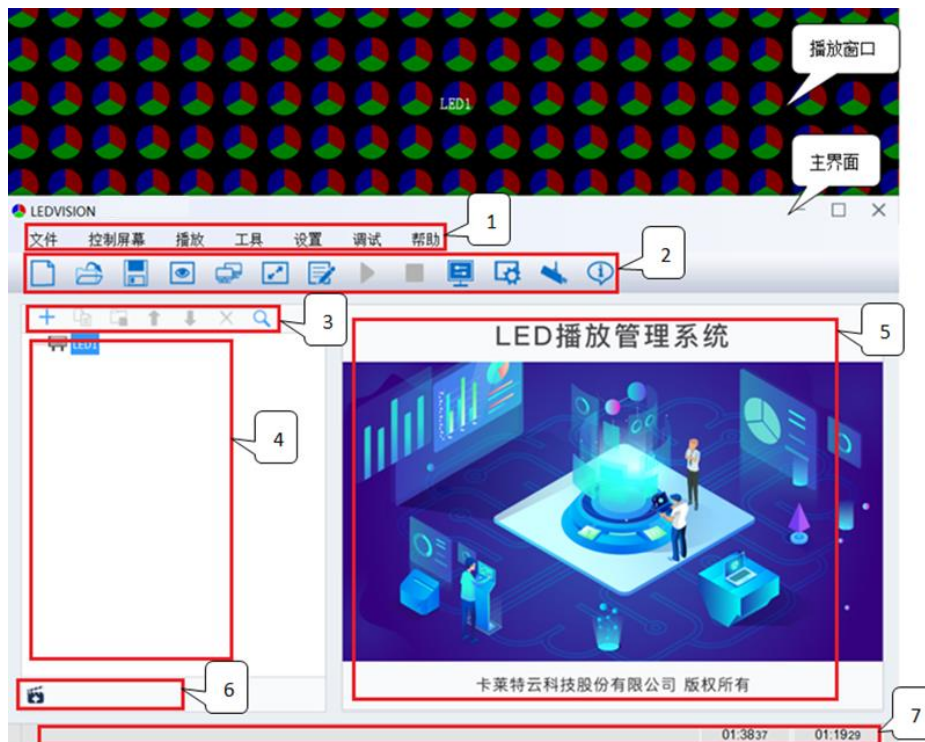 播放窗口
LED1
主界面
LEDVISION
1
文件 控制屏幕 播放 工具 设置 调试 帮助
2
3
LED1
LED播放管理系统
5
4
6
卡莱特云科技股份有限公司 版权所有
7
01:3837 01:1929